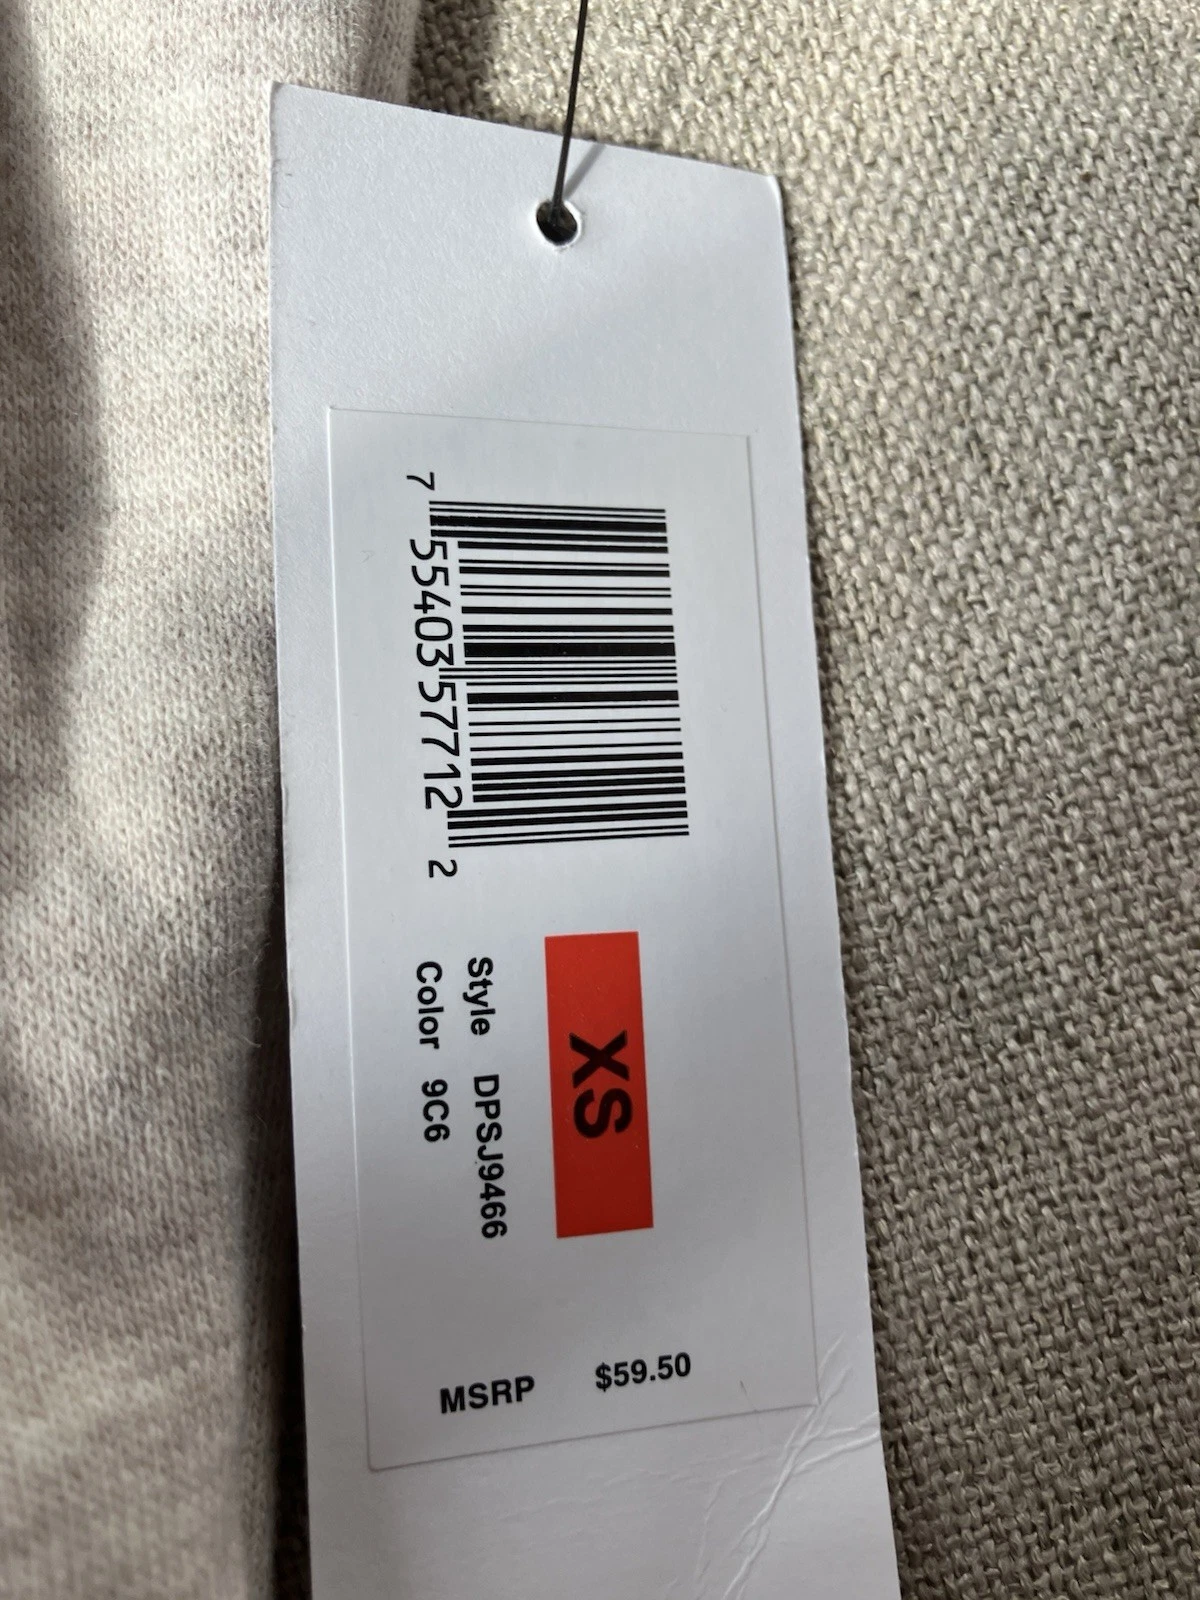 7 55403 57712 2
XS
Style DPSJ9466
Color 9C6
MSRP $59.50